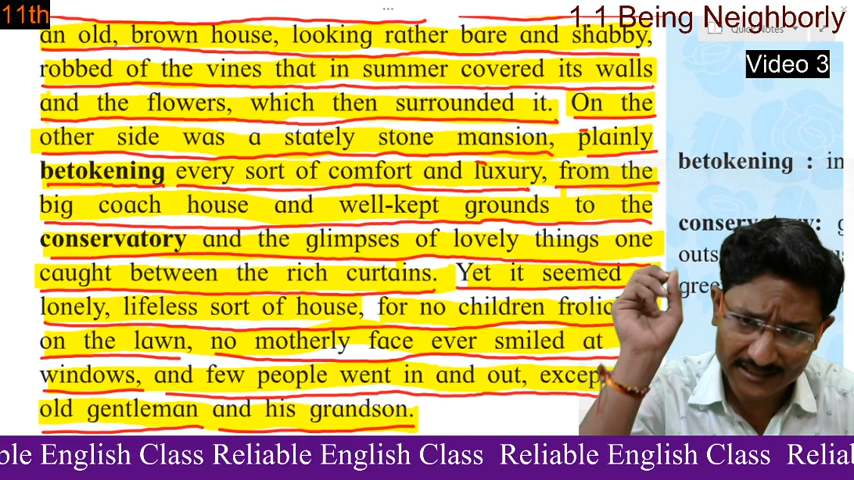 11th
1.1 Being Neighborly
Quick Notes
Video 3
an old, brown house, looking rather bare and shabby,
robbed of the vines that in summer covered its walls
and the flowers, which then surrounded it. On the
other side was a stately stone mansion, plainly
betokening every sort of comfort and luxury, from the
big coach house and well-kept grounds to the
conservatory and the glimpses of lovely things one
caught between the rich curtains. Yet it seemed
lonely, lifeless sort of house, for no children frolic
on the lawn, no motherly face ever smiled at
windows, and few people went in and out, excep
old gentleman and his grandson.
betokening : in
conservatory: g
outs
gree
ble English Class Reliable English Class Reliable English Class Reliab